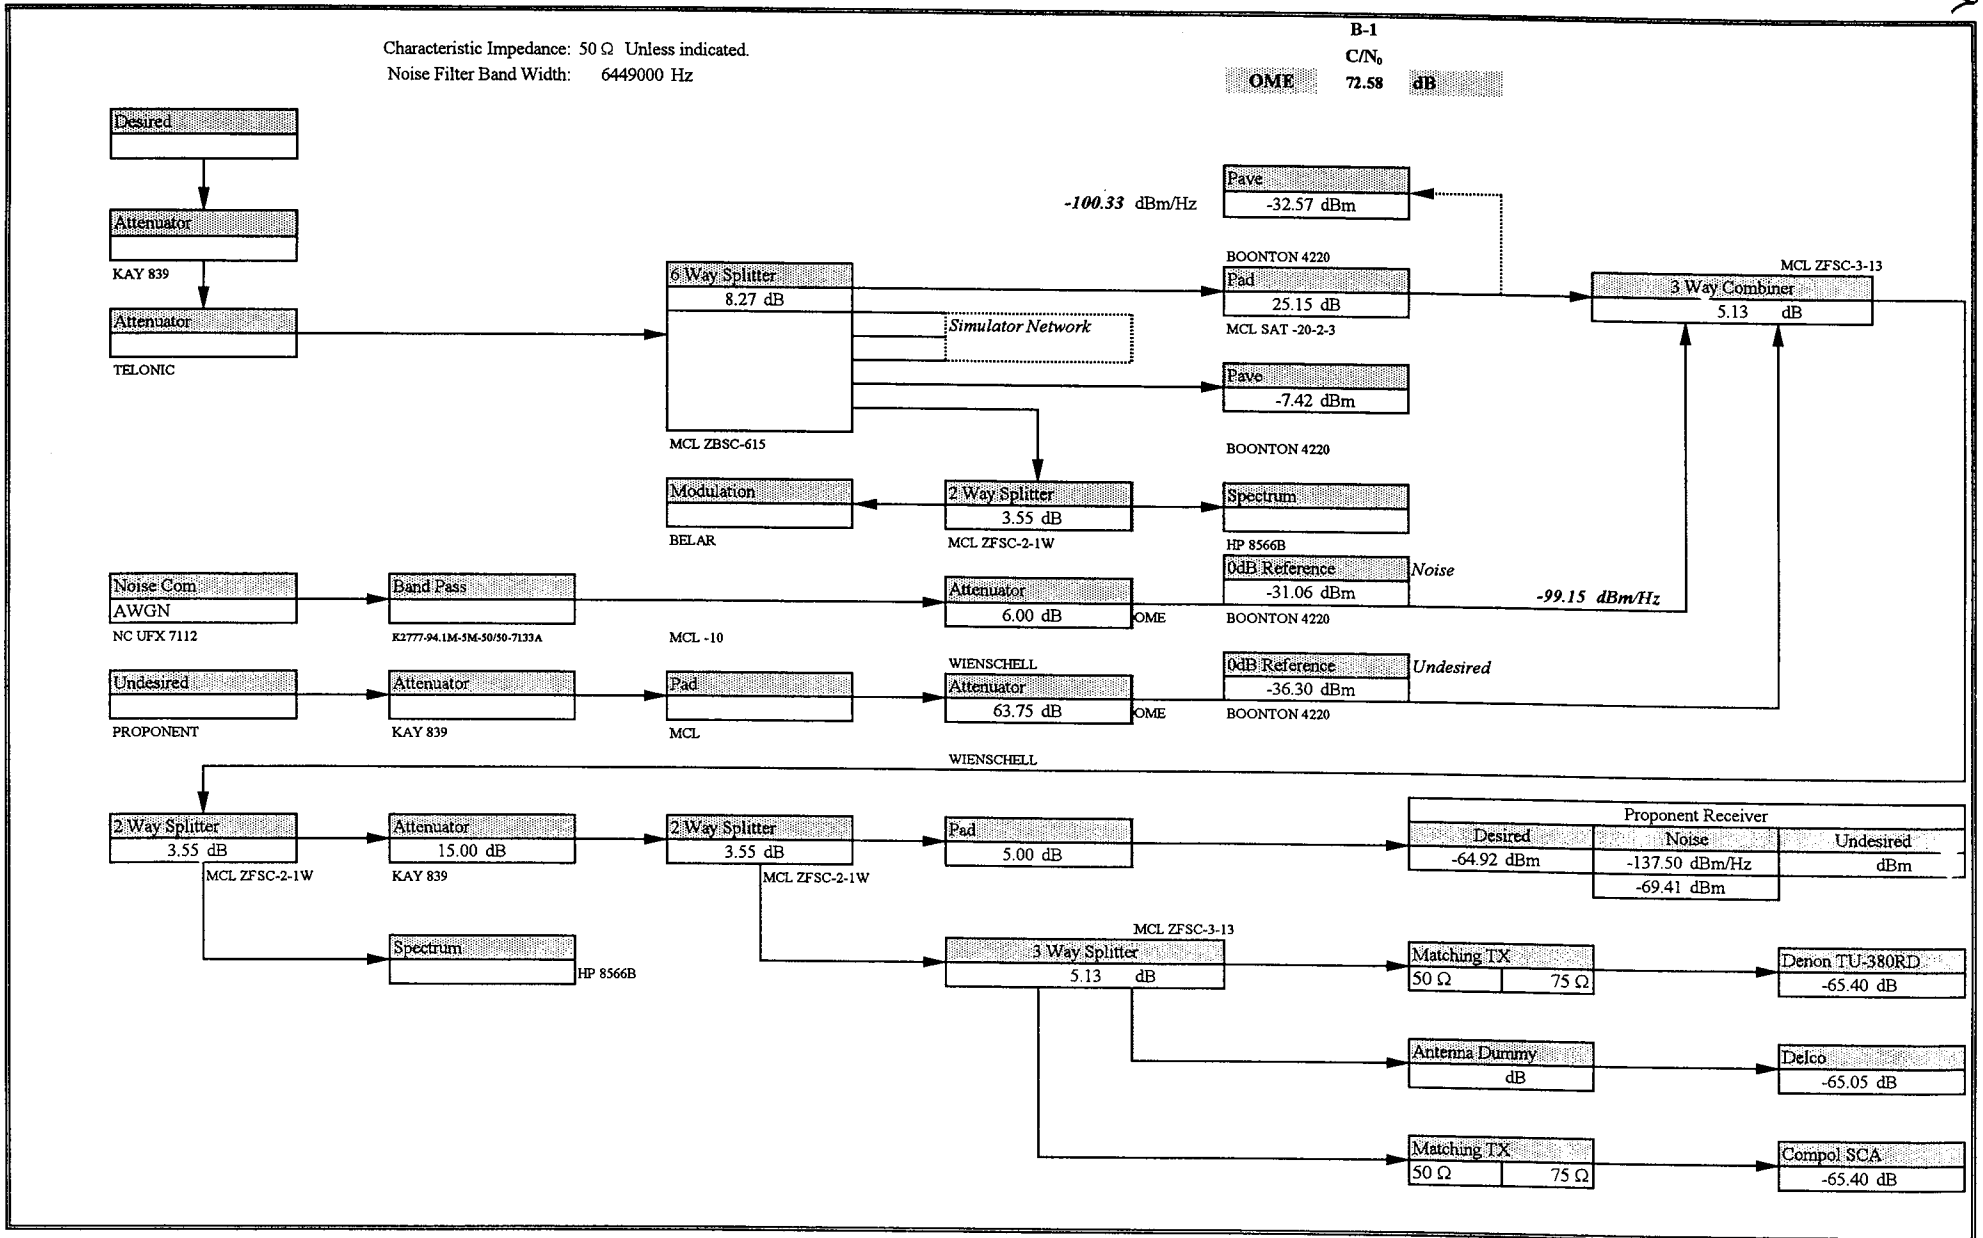 B-1
Characteristic Impedance: 50 Ω Unless indicated.
C/N₀
Noise Filter Band Width: 6449000 Hz
OME 72.58 dB
Desired
Pave
-100.33 dBm/Hz
-32.57 dBm
Attenuator
KAY 839
BOONTON 4220
MCL ZFSC-3-13
6 Way Splitter
8.27 dB
Pad
25.15 dB
3 Way Combiner
5.13 dB
Attenuator
TELONIC
Simulator Network
MCL SAT -20-2-3
Pave
-7.42 dBm
MCL ZBSC-615
BOONTON 4220
Modulation
BELAR
2 Way Splitter
3.55 dB
MCL ZFSC-2-1W
Spectrum
HP 8566B
Noise Com
AWGN
NC UFX 7112
Band Pass
K2777-94.1M-5M-50/50-7133A
MCL -10
Attenuator
6.00 dB
OME
0dB Reference
Noise
-31.06 dBm
BOONTON 4220
-99.15 dBm/Hz
WIENSCHELL
Undesired
PROPONENT
Attenuator
KAY 839
Pad
MCL
Attenuator
63.75 dB
OME
0dB Reference
Undesired
-36.30 dBm
BOONTON 4220
WIENSCHELL
2 Way Splitter
3.55 dB
MCL ZFSC-2-1W
Attenuator
15.00 dB
KAY 839
2 Way Splitter
3.55 dB
MCL ZFSC-2-1W
Pad
5.00 dB
Proponent Receiver
Desired Noise Undesired
-64.92 dBm -137.50 dBm/Hz dBm
-69.41 dBm
Spectrum
HP 8566B
MCL ZFSC-3-13
3 Way Splitter
5.13 dB
Matching TX
50 Ω 75 Ω
Denon TU-380RD
-65.40 dB
Antenna Dummy
dB
Delco
-65.05 dB
Matching TX
50 Ω 75 Ω
Compol SCA
-65.40 dB